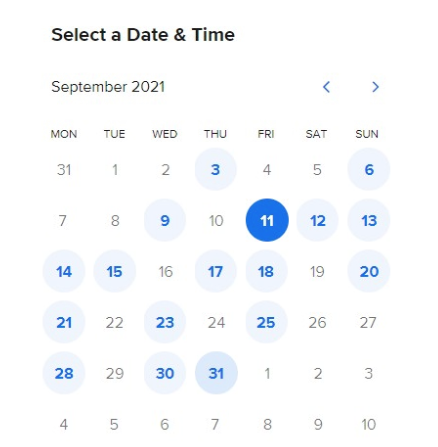 Select a Date & Time
September 2021
MON TUE WED THU FRI SAT SUN
31 1 2 3 4 5 6
7 8 9 10 11 12 13
14 15 16 17 18 19 20
21 22 23 24 25 26 27
28 29 30 31 1 2 3
4 5 6 7 8 9 10